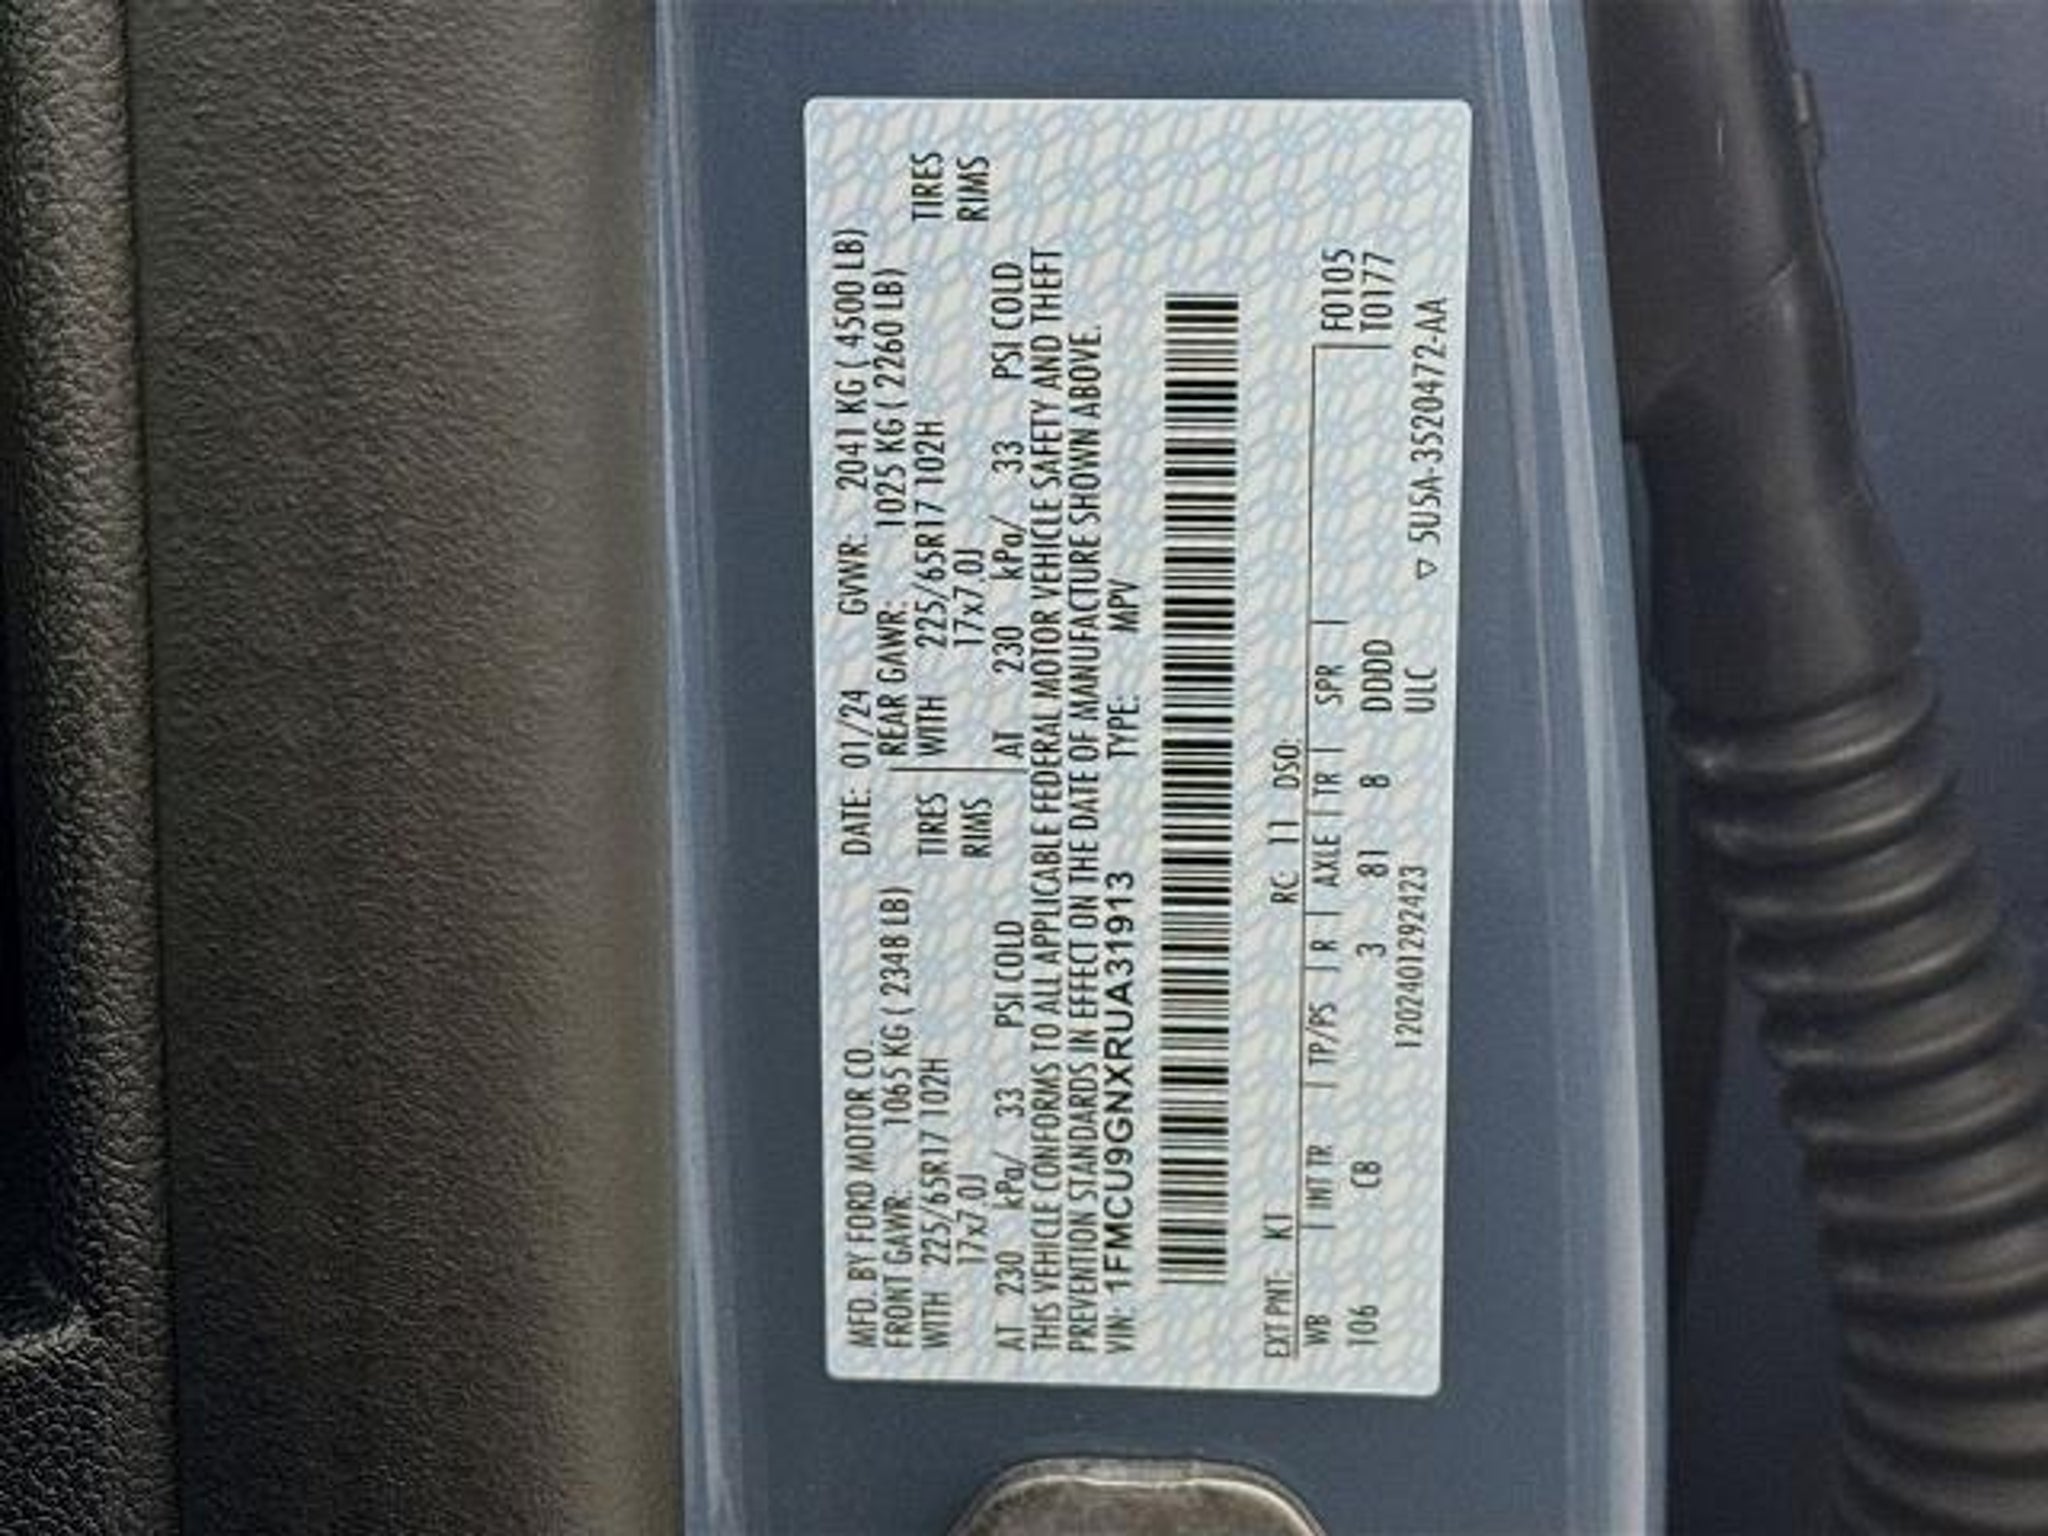 MFD. BY FORD MOTOR CO. DATE: 01/24 GVWR: 2041 KG ( 4500 LB)
FRONT GAWR: 1065 KG ( 2348 LB) REAR GAWR: 1025 KG ( 2260 LB)
WITH 225/65R17 102H TIRES WITH 225/65R17 102H TIRES
17x7.0J RIMS 17x7.0J RIMS
AT 230 kPa/ 33 PSI COLD AT 230 kPa/ 33 PSI COLD
THIS VEHICLE CONFORMS TO ALL APPLICABLE FEDERAL MOTOR VEHICLE SAFETY AND THEFT
PREVENTION STANDARDS IN EFFECT ON THE DATE OF MANUFACTURE SHOWN ABOVE.
VIN: 1FMCU9GNXRUA31913 TYPE: MPV
EXT PNT: K1 RC: 11 DSO:
WB | INT TR | TP/PS | R | AXLE | TR | SPR | F0105
106 CB 3 81 8 DDDDD T0177
120240129242​3 ULC ▽ 5U5A-3520472-AA